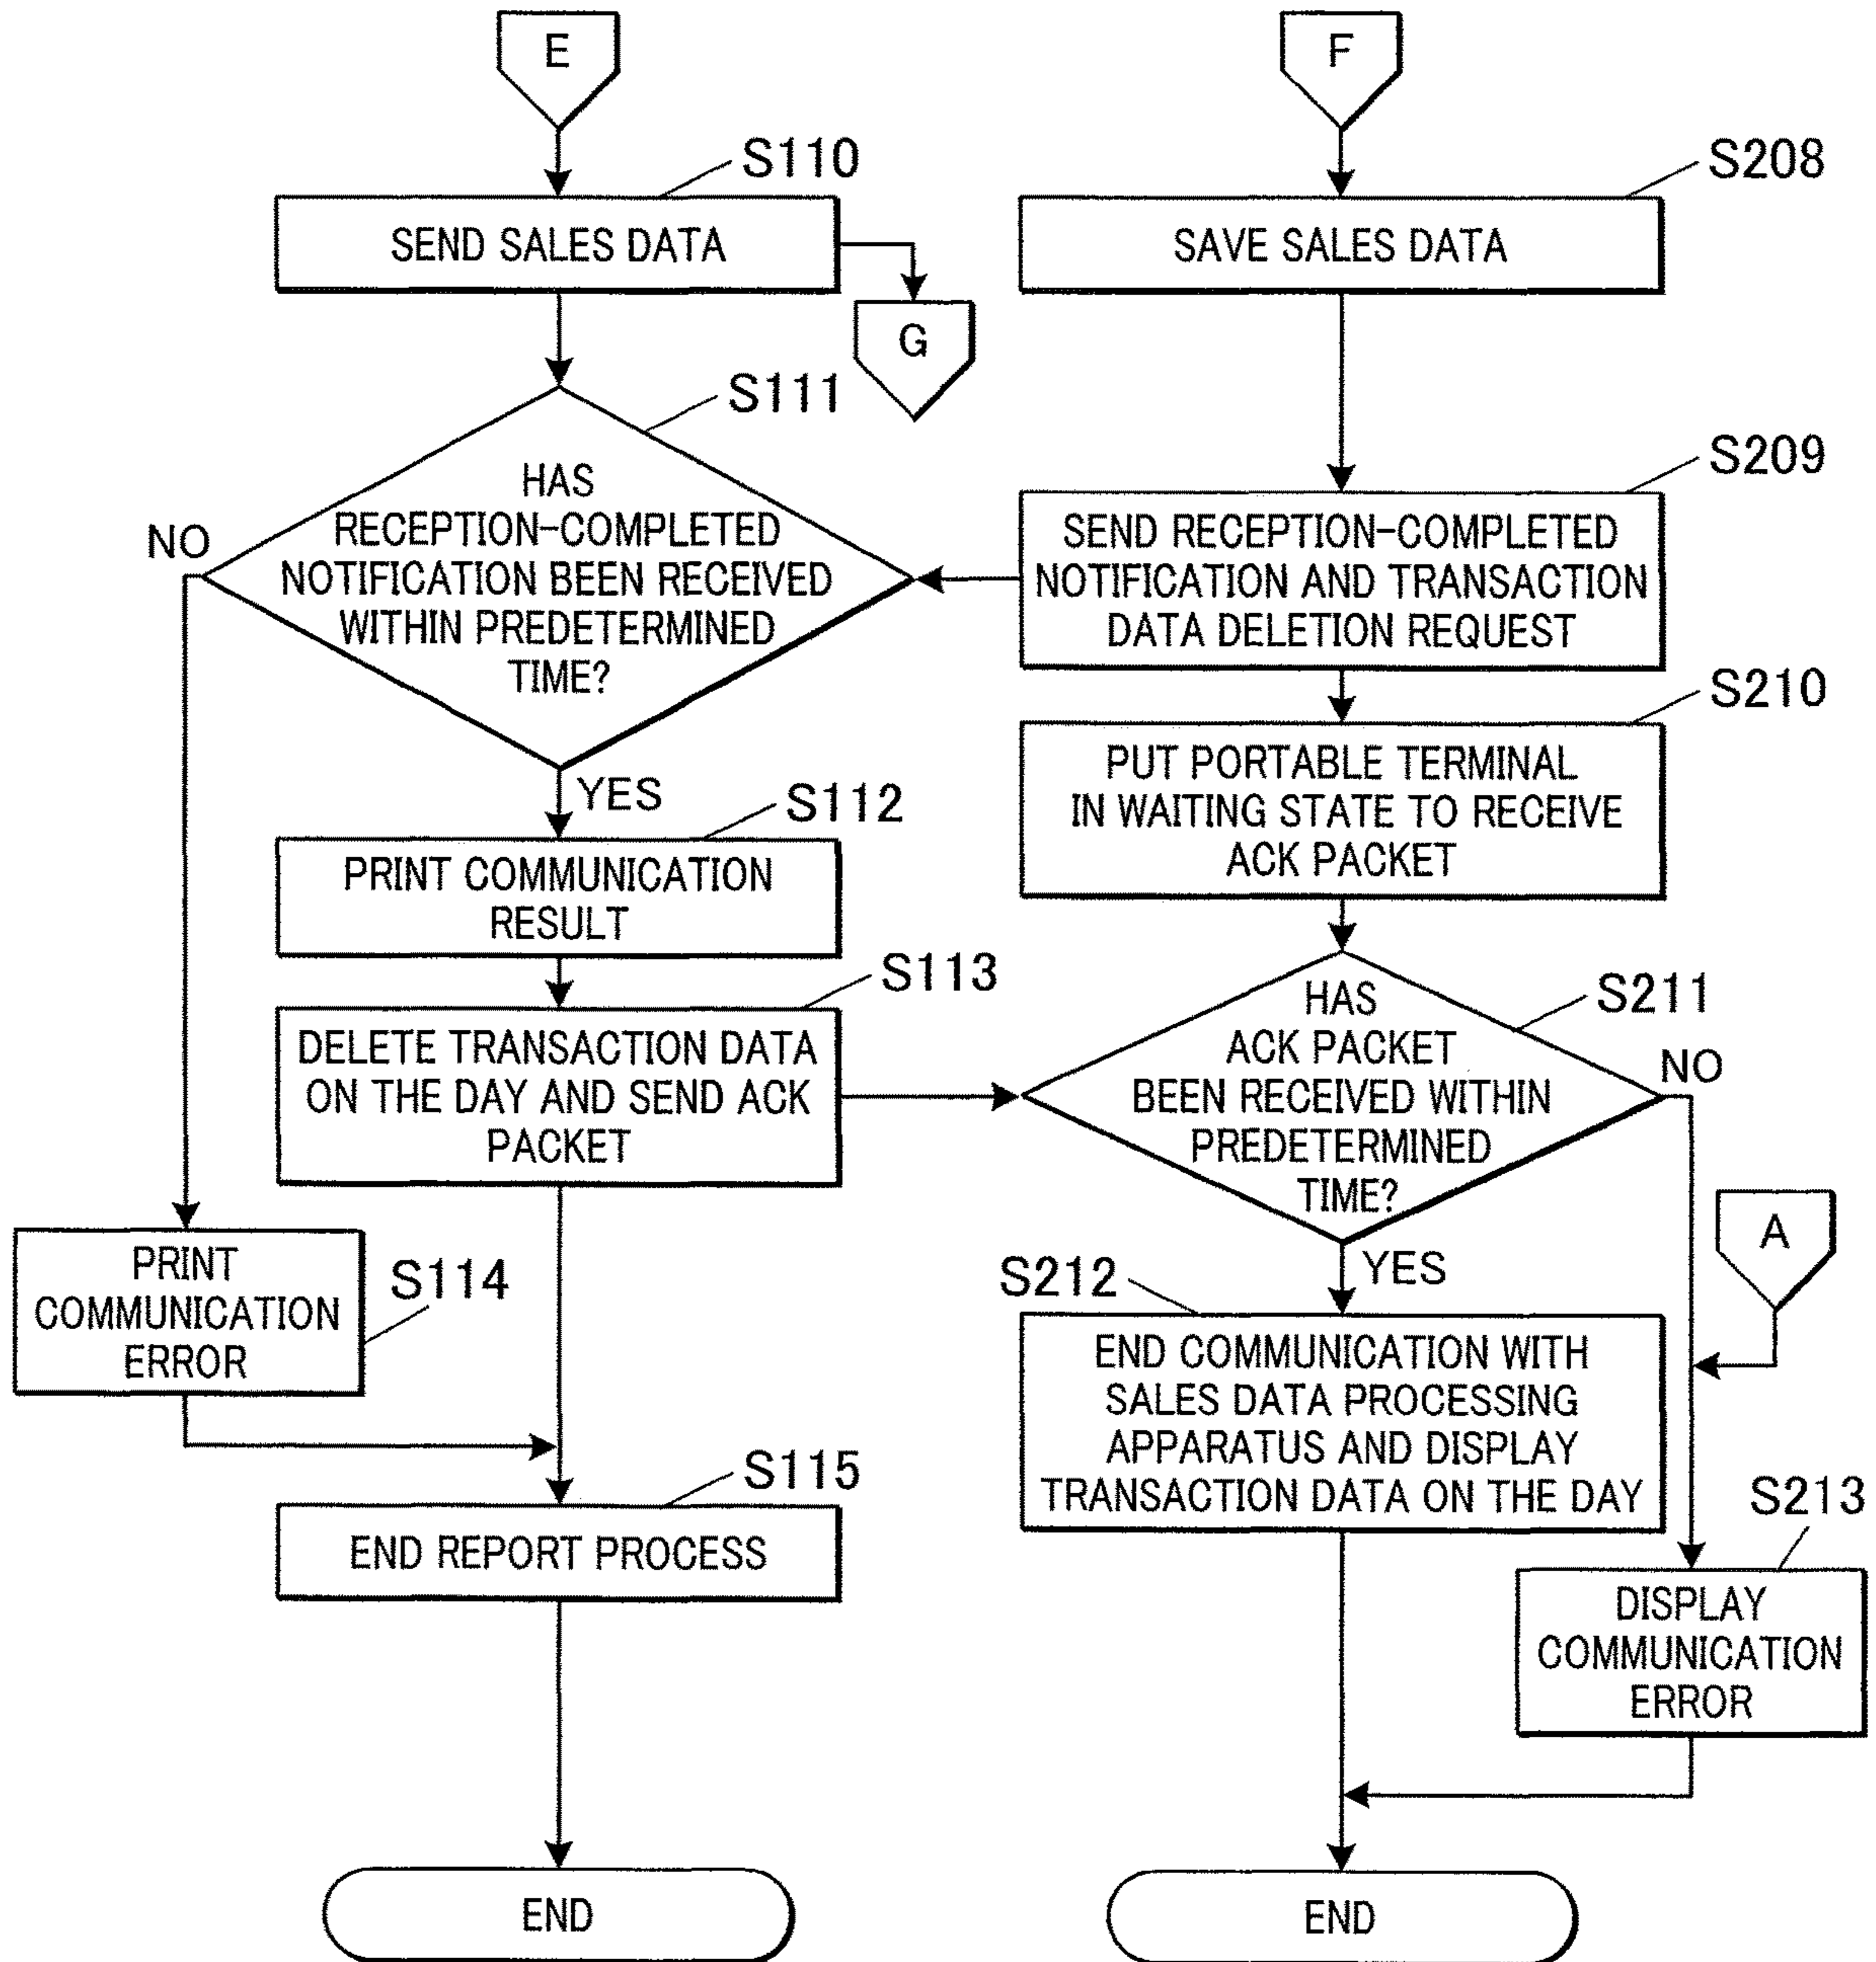 E
S110
SEND SALES DATA
G
S111
HAS
RECEPTION-COMPLETED
NOTIFICATION BEEN RECEIVED
WITHIN PREDETERMINED
TIME?
NO
YES
S112
PRINT COMMUNICATION
RESULT
S113
DELETE TRANSACTION DATA
ON THE DAY AND SEND ACK
PACKET
PRINT
COMMUNICATION
ERROR
S114
S115
END REPORT PROCESS
END
F
S208
SAVE SALES DATA
S209
SEND RECEPTION-COMPLETED
NOTIFICATION AND TRANSACTION
DATA DELETION REQUEST
S210
PUT PORTABLE TERMINAL
IN WAITING STATE TO RECEIVE
ACK PACKET
S211
HAS
ACK PACKET
BEEN RECEIVED WITHIN
PREDETERMINED
TIME?
NO
A
YES
S212
END COMMUNICATION WITH
SALES DATA PROCESSING
APPARATUS AND DISPLAY
TRANSACTION DATA ON THE DAY
S213
DISPLAY
COMMUNICATION
ERROR
END